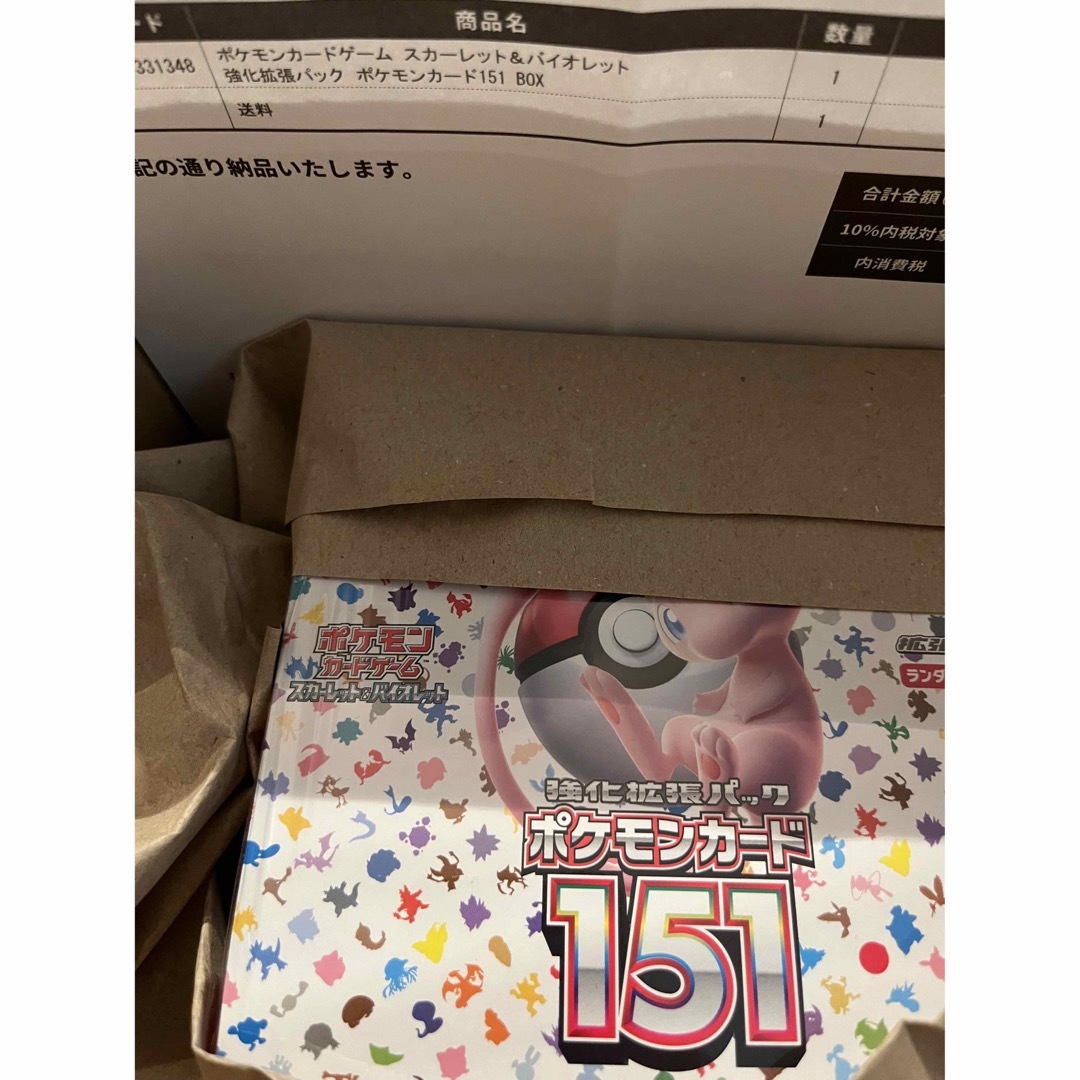 ード
商品名
数量
331348
ポケモンカードゲーム スカーレット&バイオレット
強化拡張パック ポケモンカード151 BOX
1
送料
1
記の通り納品いたします。
合計金額
10%内税対象
内消費税
ポケモン
カードゲーム
スカーレット&バイオレット
拡張
ランダ
強化拡張パック
ポケモンカード
151